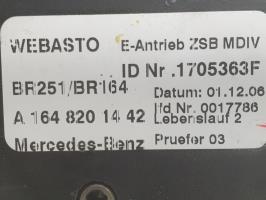 WEBASTO E-Antrieb ZSB MDIV
ID Nr .1705363F
BR251/BR164 Datum: 01.12.06
lfd Nr. 0017786
A 164 820 14 42 Lebenslauf 2
Mercedes-Benz Pruefer 03